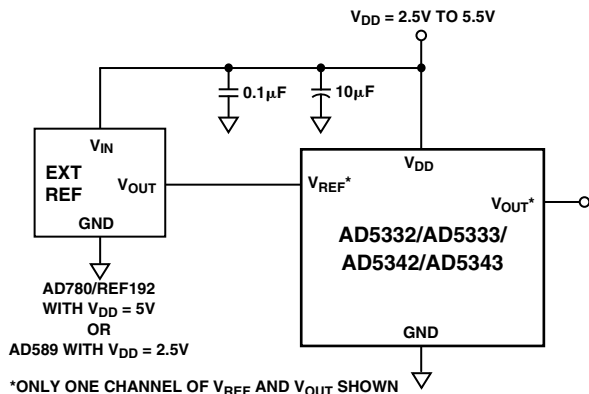 V_DD = 2.5V TO 5.5V
0.1μF
10μF
V_IN
EXT
REF
V_OUT
GND
V_DD
V_REF*
V_OUT*
AD5332/AD5333/
AD5342/AD5343
GND
AD780/REF192
WITH V_DD = 5V
OR
AD589 WITH V_DD = 2.5V
*ONLY ONE CHANNEL OF V_REF AND V_OUT SHOWN